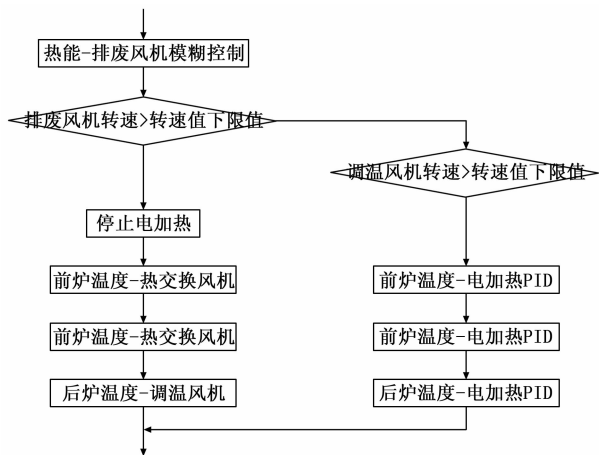 热能-排废风机模糊控制
排废风机转速>转速值下限值
调温风机转速>转速值下限值
停止电加热
前炉温度-热交换风机
前炉温度-电加热PID
前炉温度-热交换风机
前炉温度-电加热PID
后炉温度-调温风机
后炉温度-电加热PID